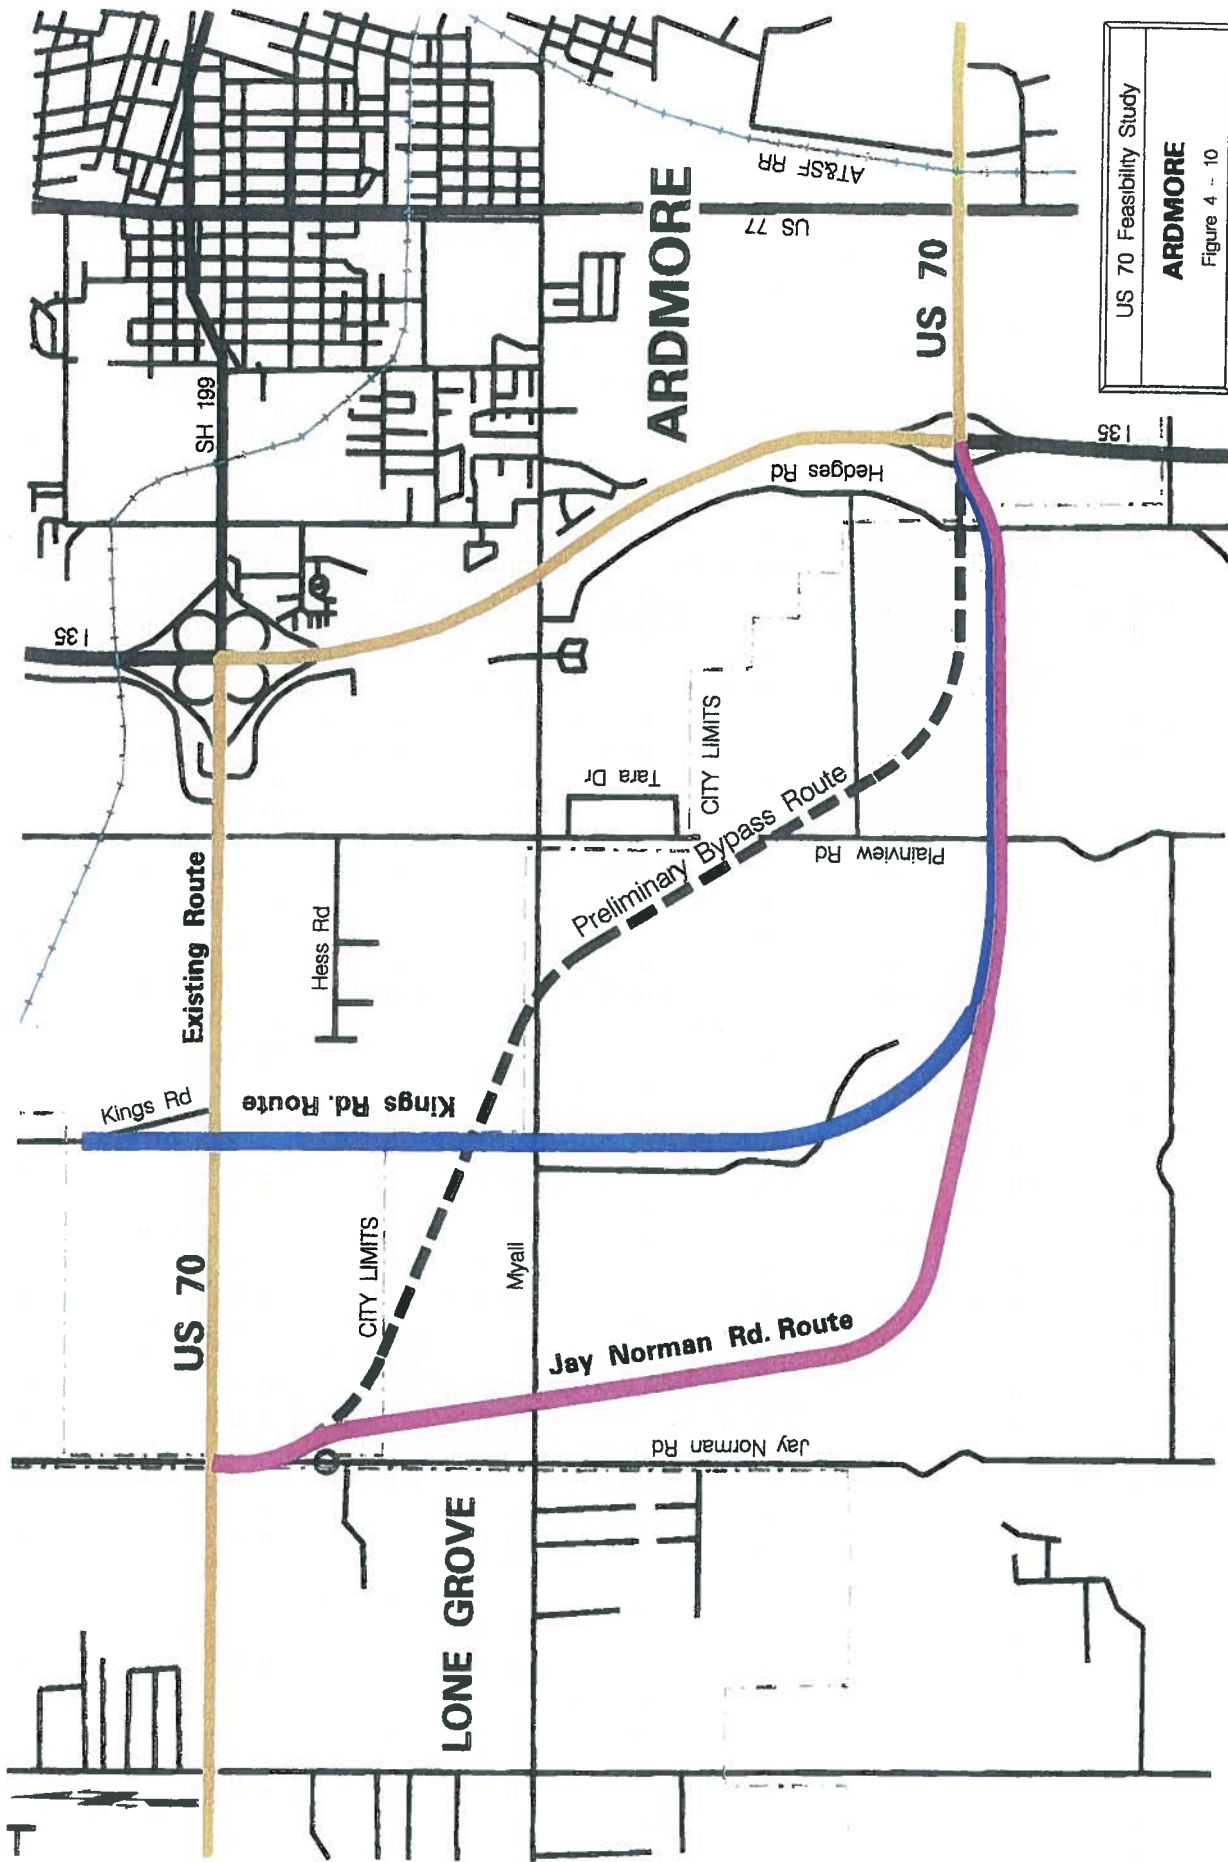 US 70
Existing Route
SH 199
I 35
Kings Rd
Kings Rd. Route
Hess Rd
CITY LIMITS
Myall
Preliminary Bypass Route
Tara Dr
CITY LIMITS
Plainview Rd
Hedges Rd
LONE GROVE
Jay Norman Rd. Route
Jay Norman Rd
ARDMORE
US 77
AT&SF RR
US 70
I 35
US 70 Feasibility Study
ARDMORE
Figure 4 - 10